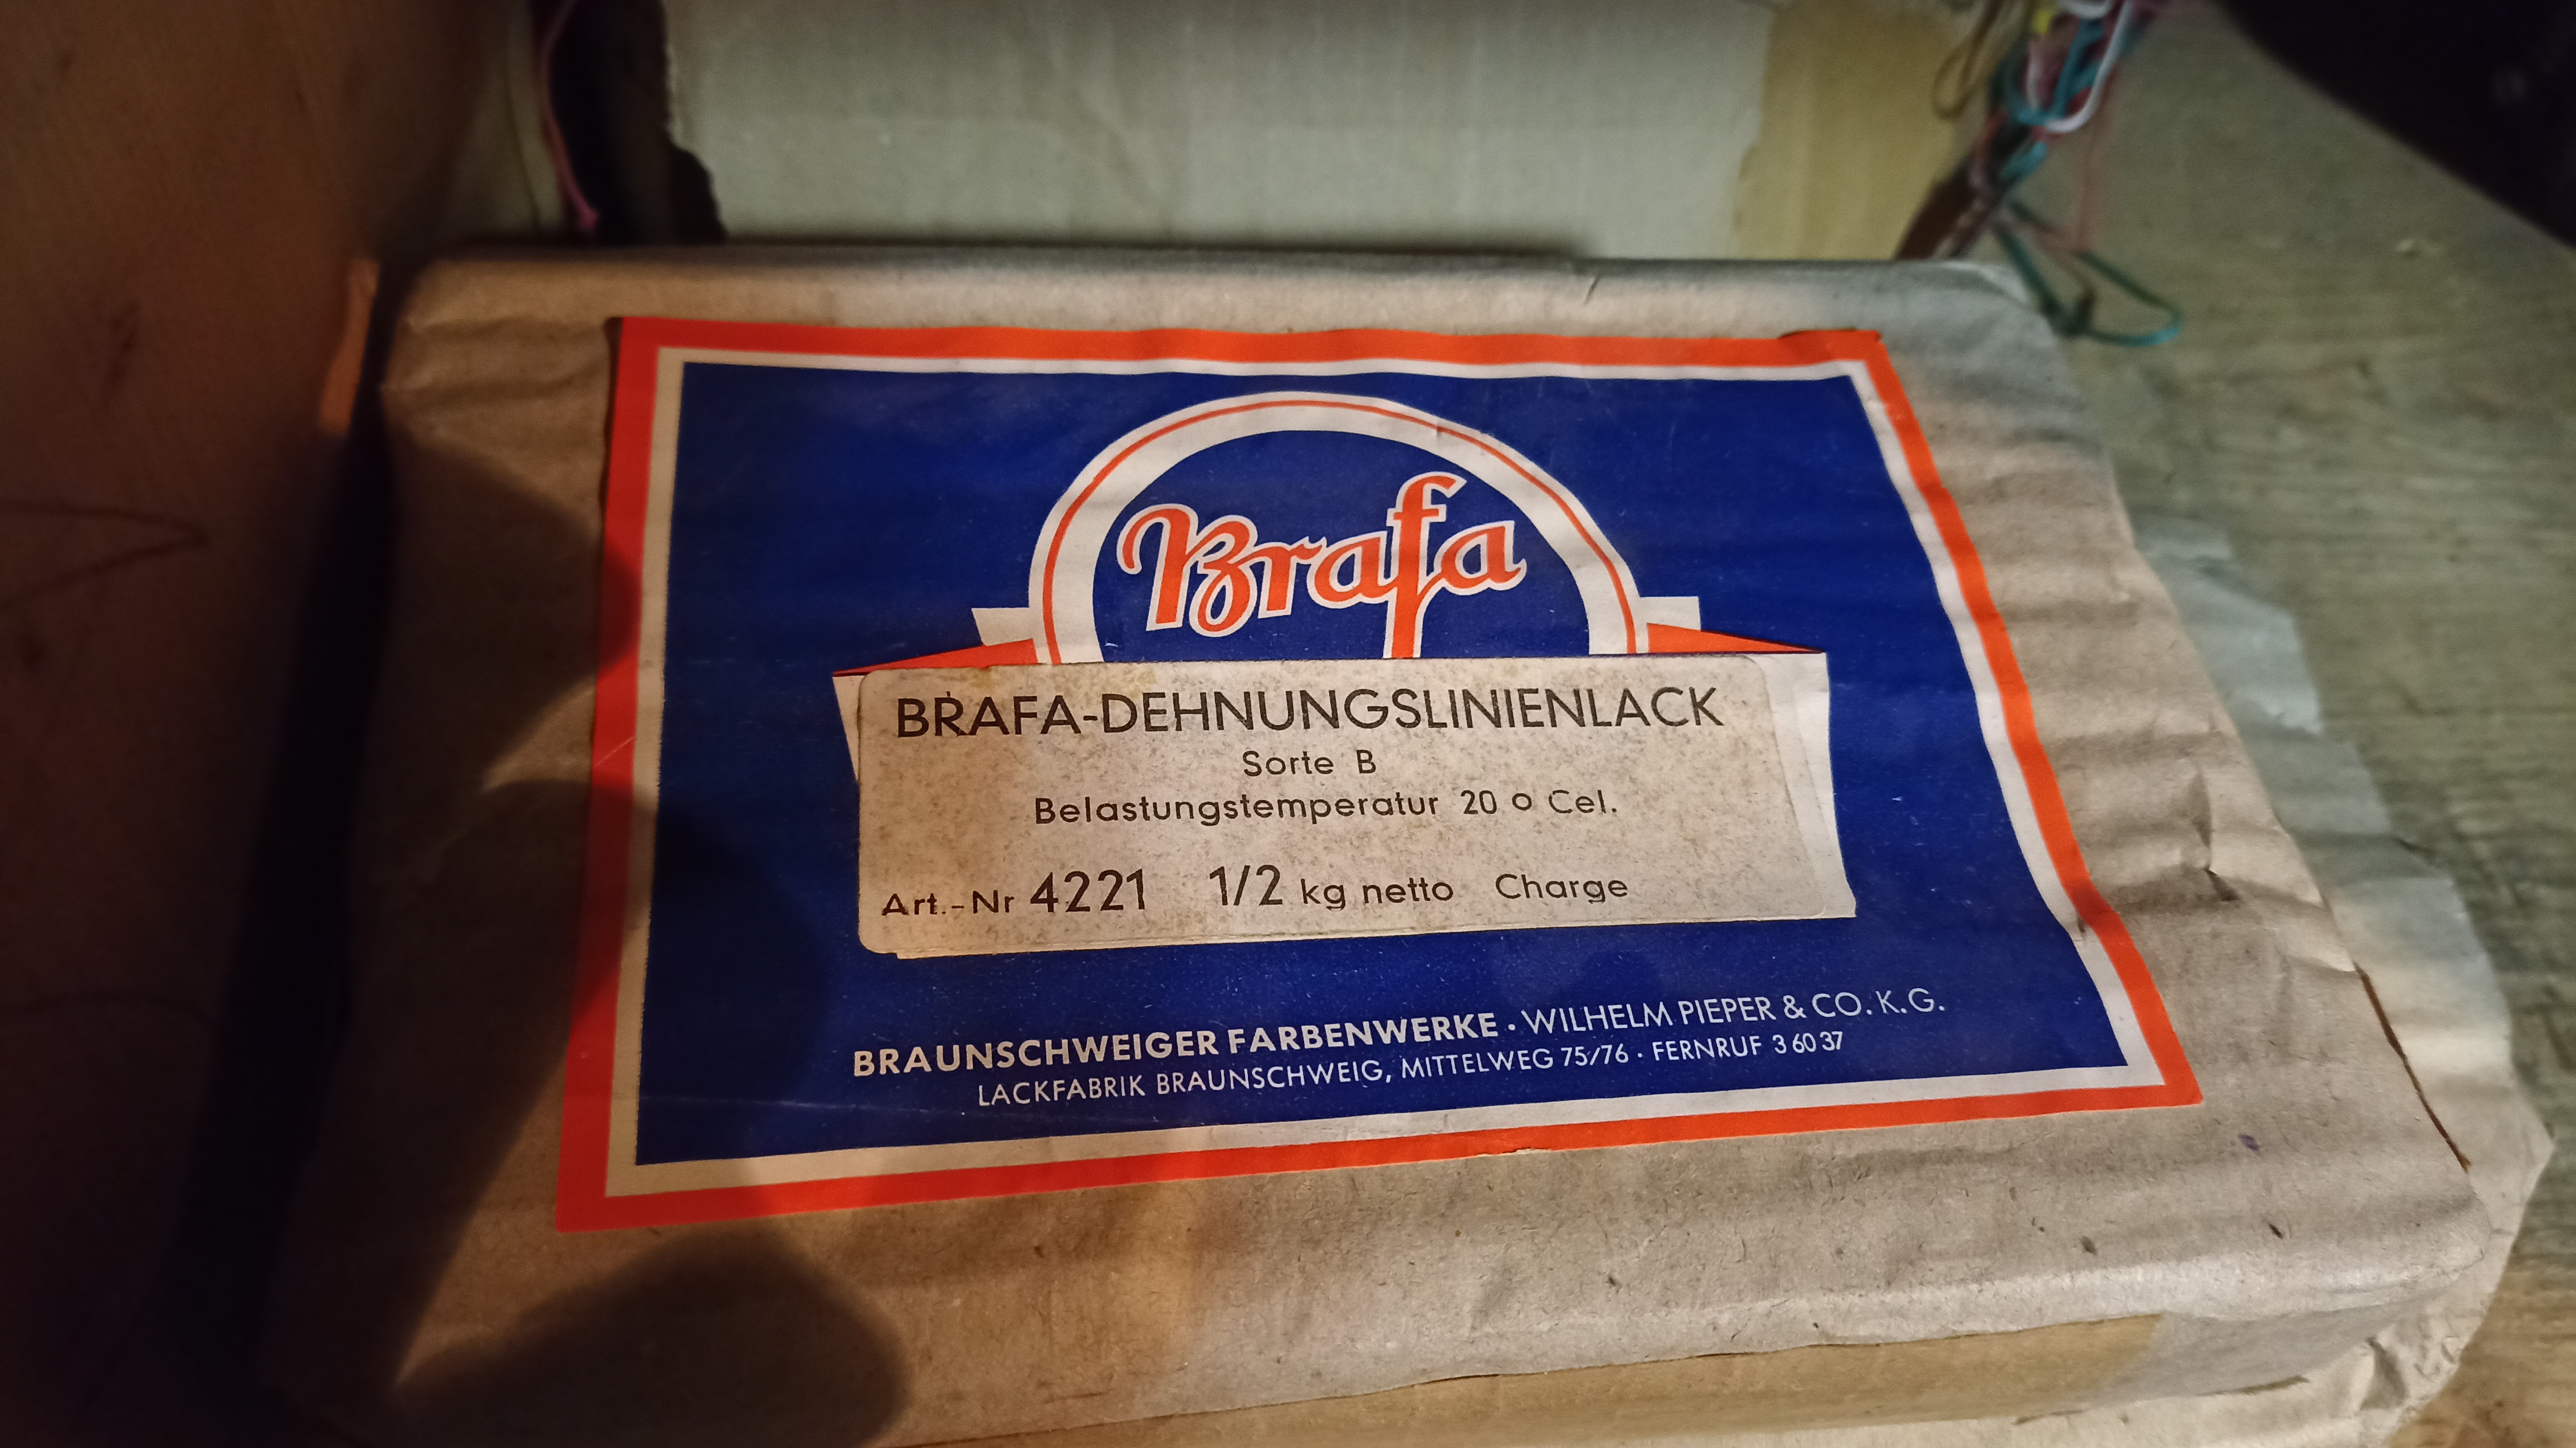 Brafa
BRAFA-DEHNUNGSLINIENLACK
Sorte B
Belastungstemperatur 20 o Cel.
Art.-Nr 4221 1/2 kg netto Charge
BRAUNSCHWEIGER FARBENWERKE · WILHELM PIEPER & CO. K.G.
LACKFABRIK BRAUNSCHWEIG, MITTELWEG 75/76 · FERNRUF 3 60 37